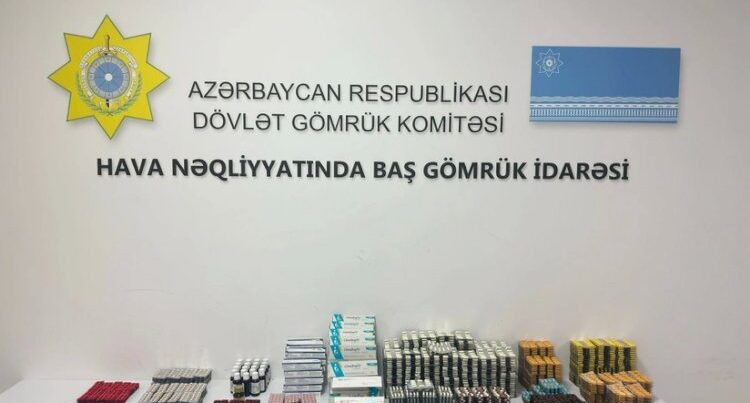 AZƏRBAYCAN RESPUBLİKASI
DÖVLƏT GÖMRÜK KOMİTƏSİ
HAVA NƏQLİYYATINDA BAŞ GÖMRÜK İDARƏSİ